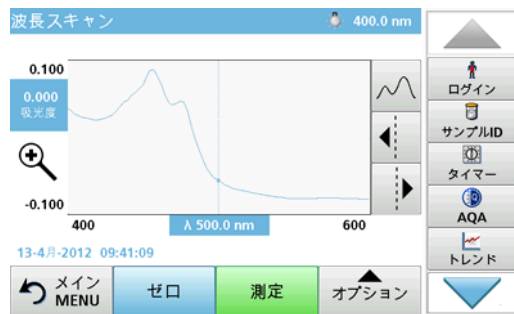 波長スキャン
400.0 nm
0.100
0.000
吸光度
-0.100
400
λ 500.0 nm
600
13-4月-2012 09:41:09
メイン
MENU
ゼロ
測定
オプション
ログイン
サンプルID
タイマー
AQA
トレンド